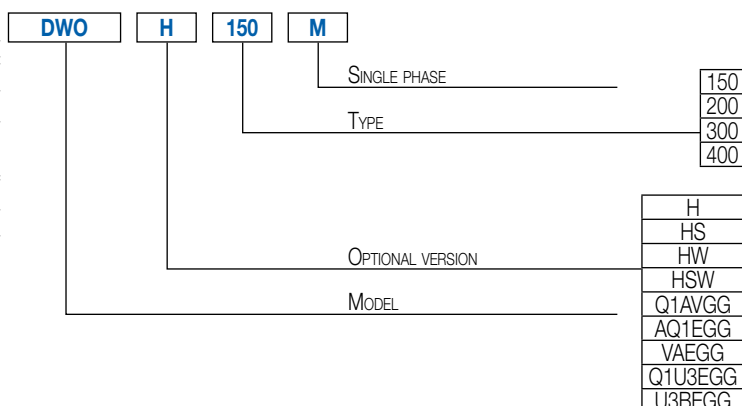 DWO H 150 M
SINGLE PHASE
150
200
TYPE
300
400
H
HS
OPTIONAL VERSION
HW
HSW
MODEL
Q1AVGG
AQ1EGG
VAEGG
Q1U3EGG
U3BEGG